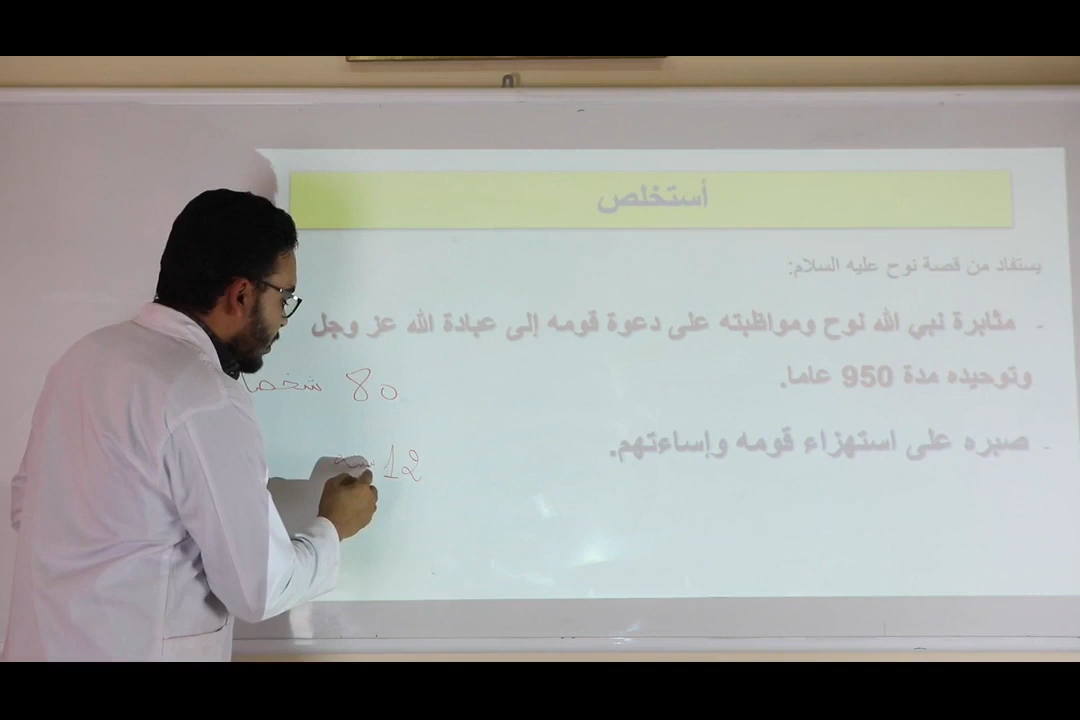 أستخلص
يستفاد من قصة نوح عليه السلام:
- مثابرة نبي الله نوح ومواظبته على دعوة قومه إلى عبادة الله عز وجل
وتوحيده مدة 950 عاما.
- صبره على استهزاء قومه وإساءتهم.
80 شخصا
12 سنة